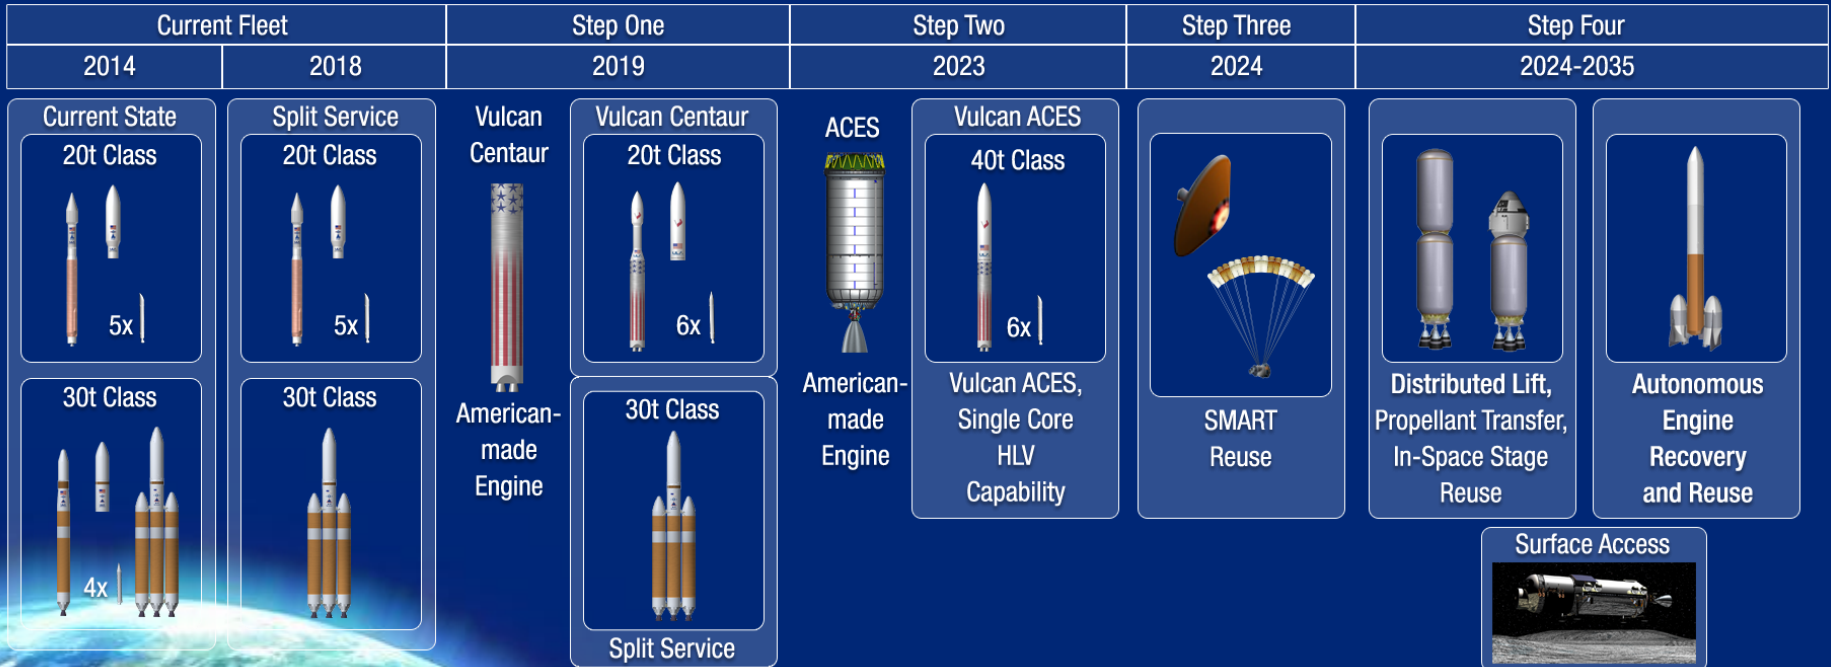 Current Fleet
Step One
Step Two
Step Three
Step Four
2014
2018
2019
2023
2024
2024-2035
Current State
20t Class
5x
30t Class
4x
Split Service
20t Class
5x
30t Class
Vulcan
Centaur
American-
made
Engine
Vulcan Centaur
20t Class
6x
30t Class
Split Service
ACES
American-
made
Engine
Vulcan ACES
40t Class
6x
Vulcan ACES,
Single Core
HLV
Capability
SMART
Reuse
Distributed Lift,
Propellant Transfer,
In-Space Stage
Reuse
Autonomous
Engine
Recovery
and Reuse
Surface Access